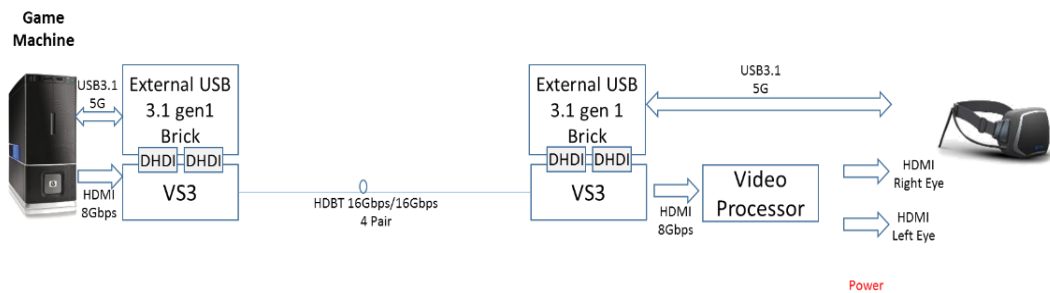 Game
Machine
USB3.1
5G
External USB
3.1 gen1
Brick
DHDI DHDI
VS3
HDMI
8Gbps
HDBT 16Gbps/16Gbps
4 Pair
External USB
3.1 gen 1
Brick
DHDI DHDI
VS3
USB3.1
5G
HDMI
8Gbps
Video
Processor
HDMI
Right Eye
HDMI
Left Eye
Power